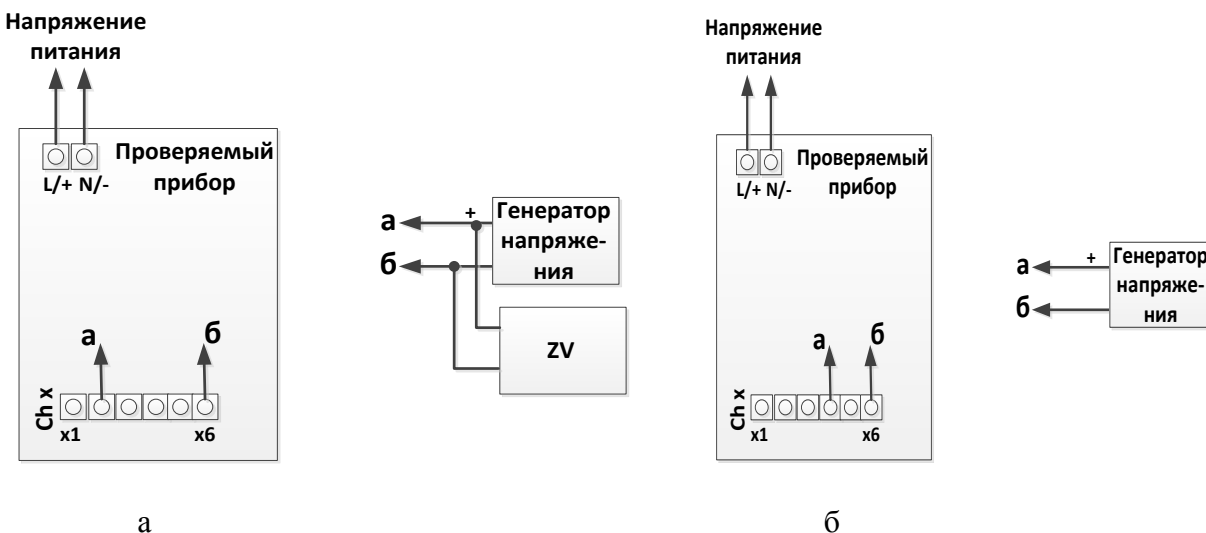 Напряжение
питания
L/+ N/-
Проверяемый
прибор
а
б
+
Генератор
напряже-
ния
ZV
а
б
Ch x
x1
x6
а
Напряжение
питания
L/+ N/-
Проверяемый
прибор
а
б
+
Генератор
напряже-
ния
а
б
Ch x
x1
x6
б